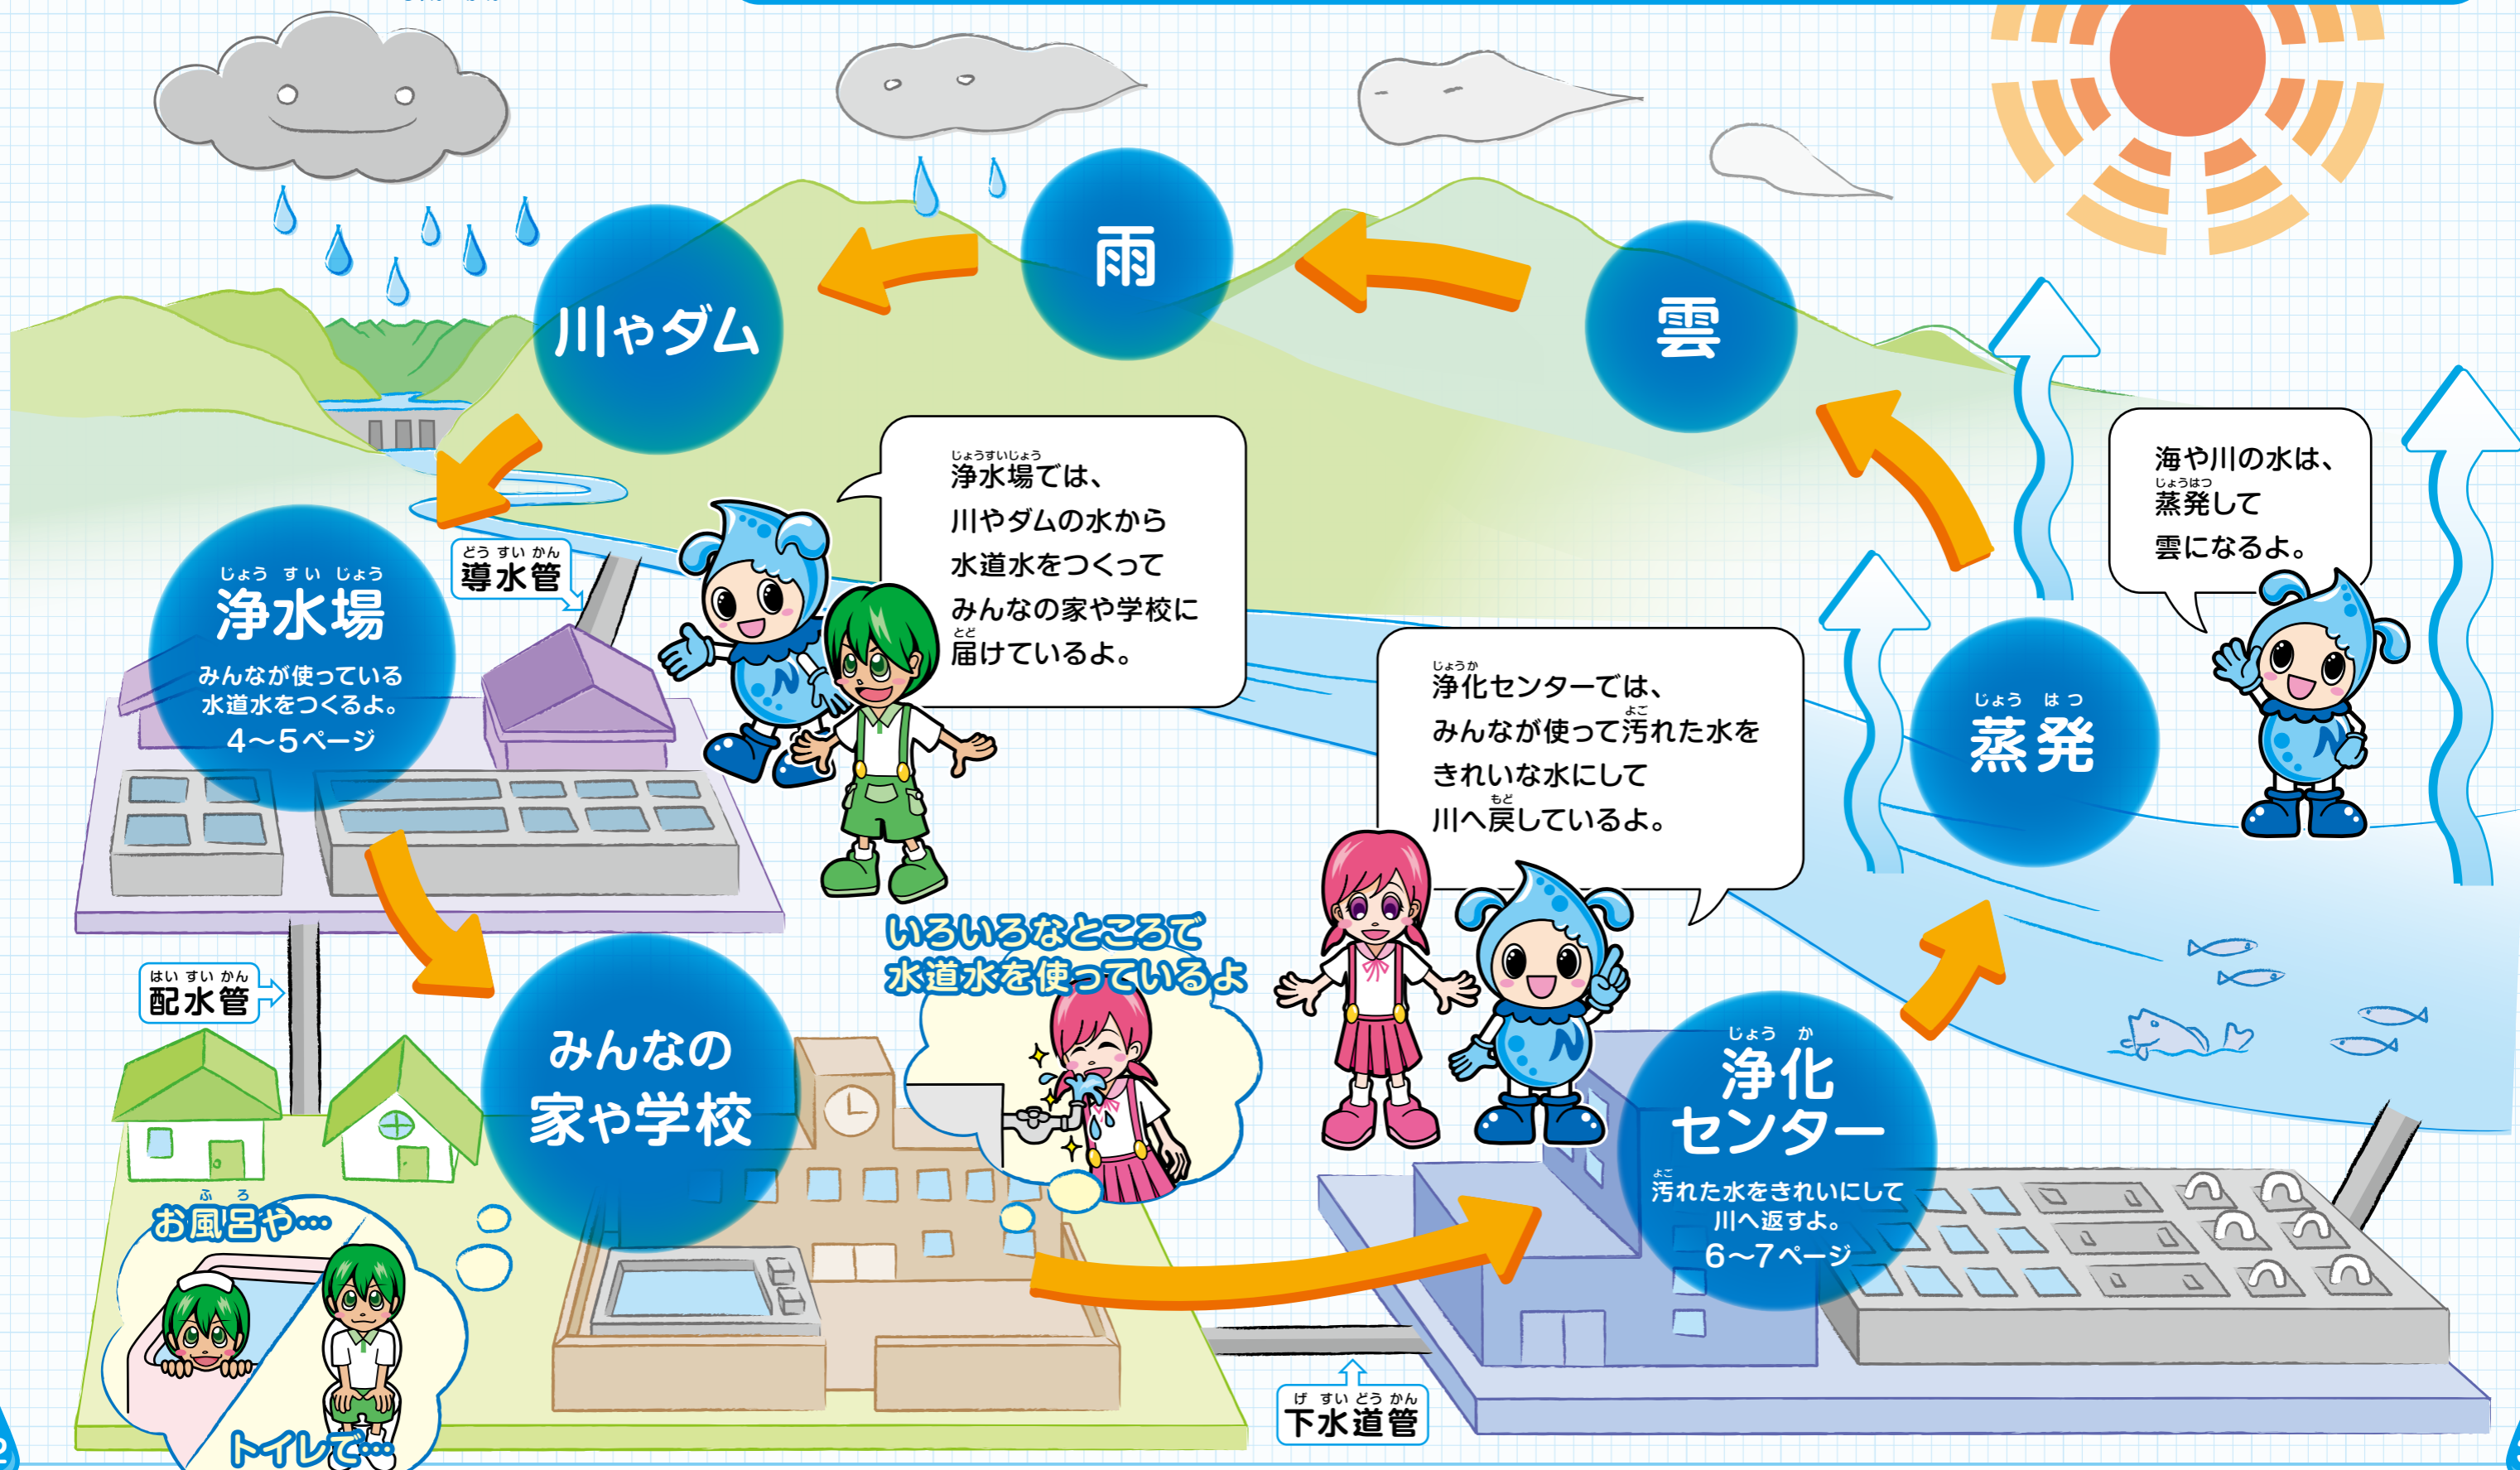 雨
雲
川やダム
じょうすいじょう
浄水場では、
川やダムの水から
水道水をつくって
みんなの家や学校に
とど
届けているよ。
海や川の水は、
じょうはつ
蒸発して
雲になるよ。
じょう すい じょう
浄水場
みんなが使っている
水道水をつくるよ。
4〜5ページ
どう すい かん
導水管
じょうか
浄化センターでは、
よご
みんなが使って汚れた水を
きれいな水にして
もど
川へ戻しているよ。
じょう はつ
蒸発
はい すい かん
配水管
みんなの
家や学校
いろいろなところで
水道水を使っているよ
じょう か
浄化
センター
よご
汚れた水をきれいにして
川へ返すよ。
6〜7ページ
ふ ろ
お風呂や…
トイレで…
げ すい どう かん
下水道管
N
N
N
2